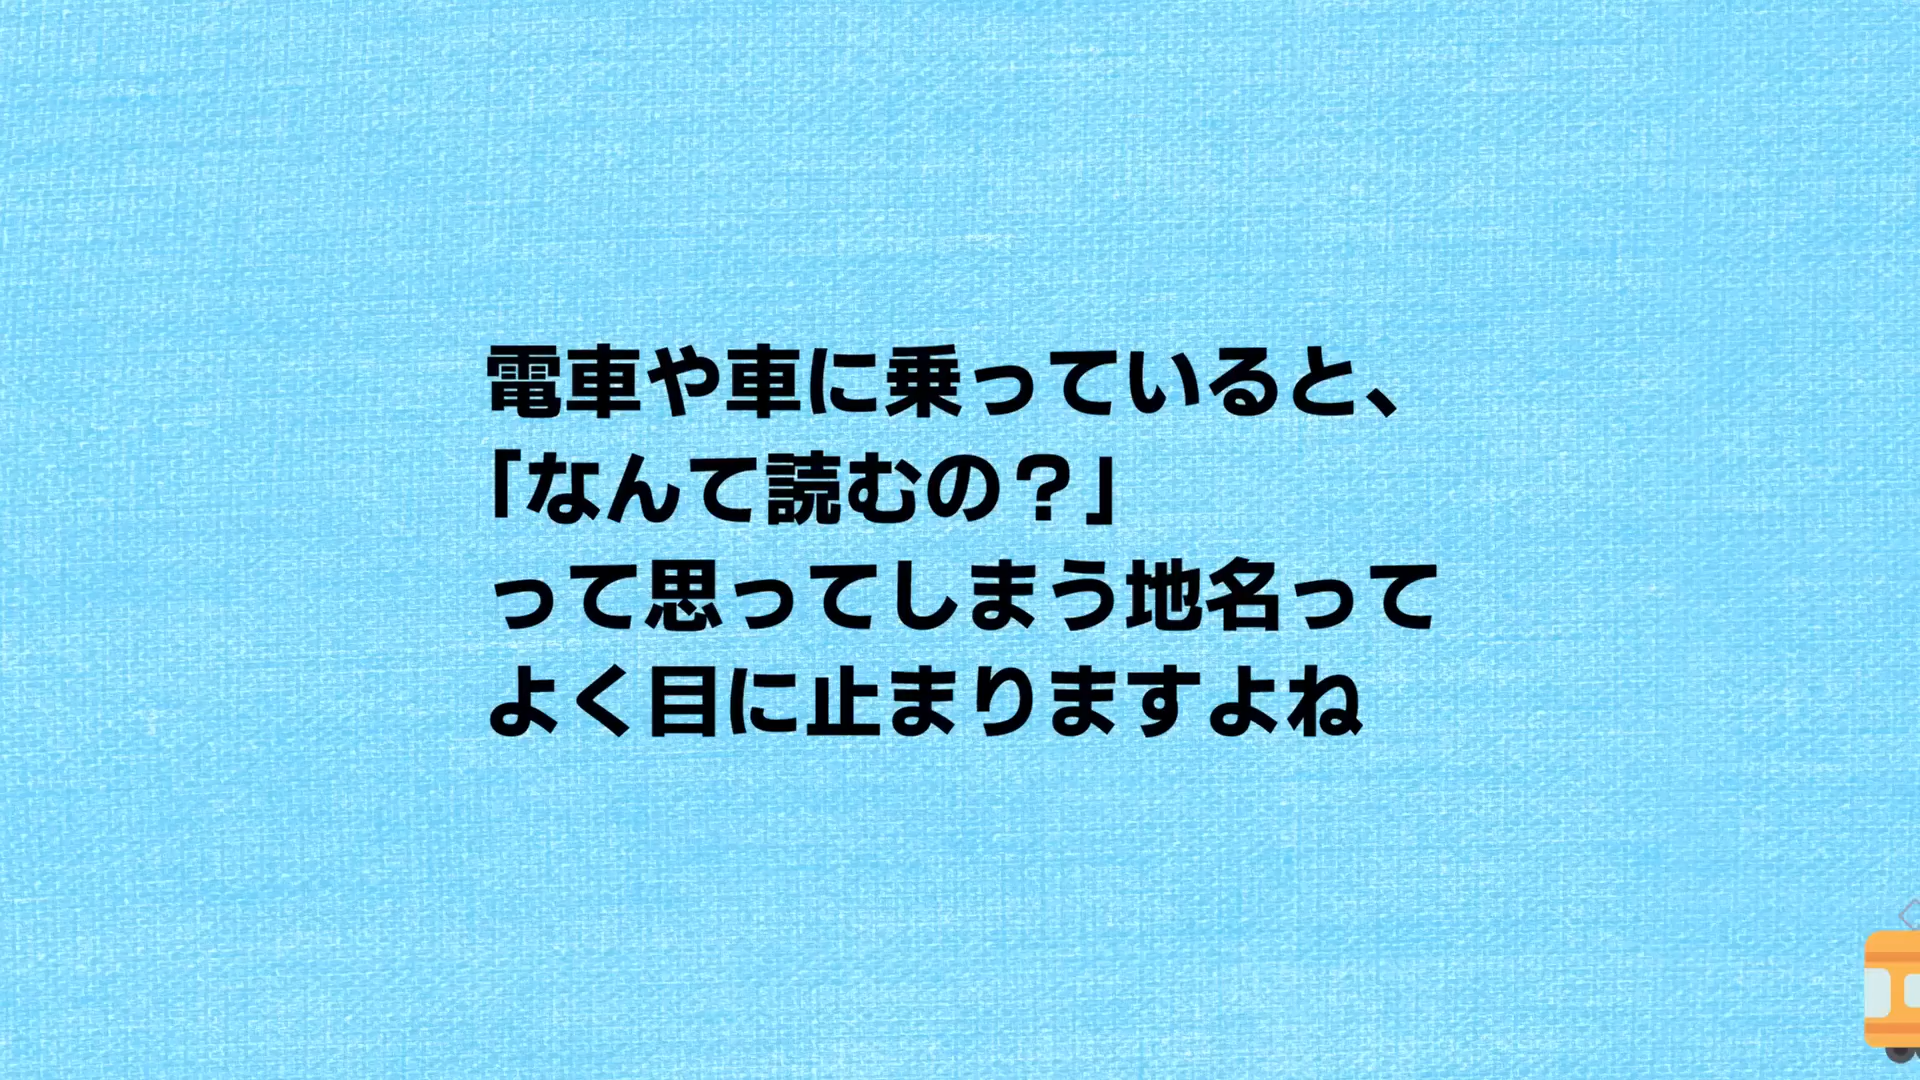 電車や車に乗っていると、
「なんて読むの？」
って思ってしまう地名って
よく目に止まりますよね